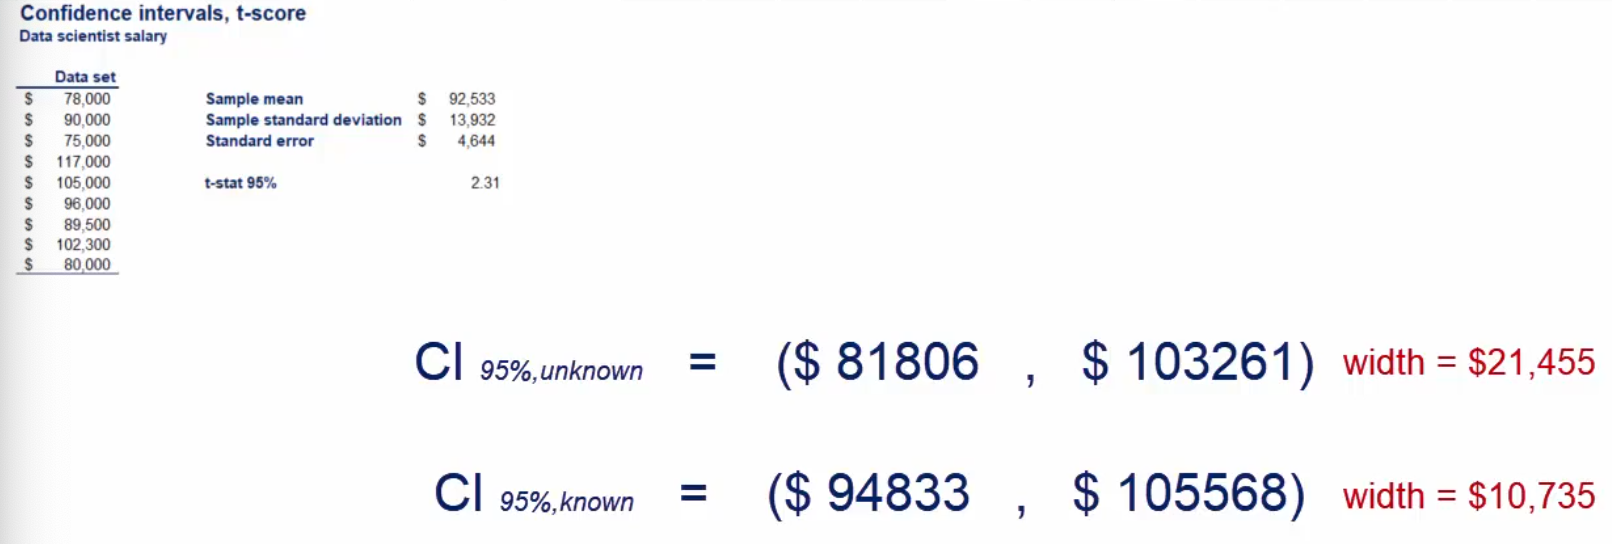 Confidence intervals, t-score
Data scientist salary
Data set
$ 78,000 Sample mean $ 92,533
$ 90,000 Sample standard deviation $ 13,932
$ 75,000 Standard error $ 4,644
$ 117,000
$ 105,000 t-stat 95% 2.31
$ 96,000
$ 89,500
$ 102,300
$ 80,000
CI 95%,unknown = ($ 81806 , $ 103261) width = $21,455
CI 95%,known = ($ 94833 , $ 105568) width = $10,735